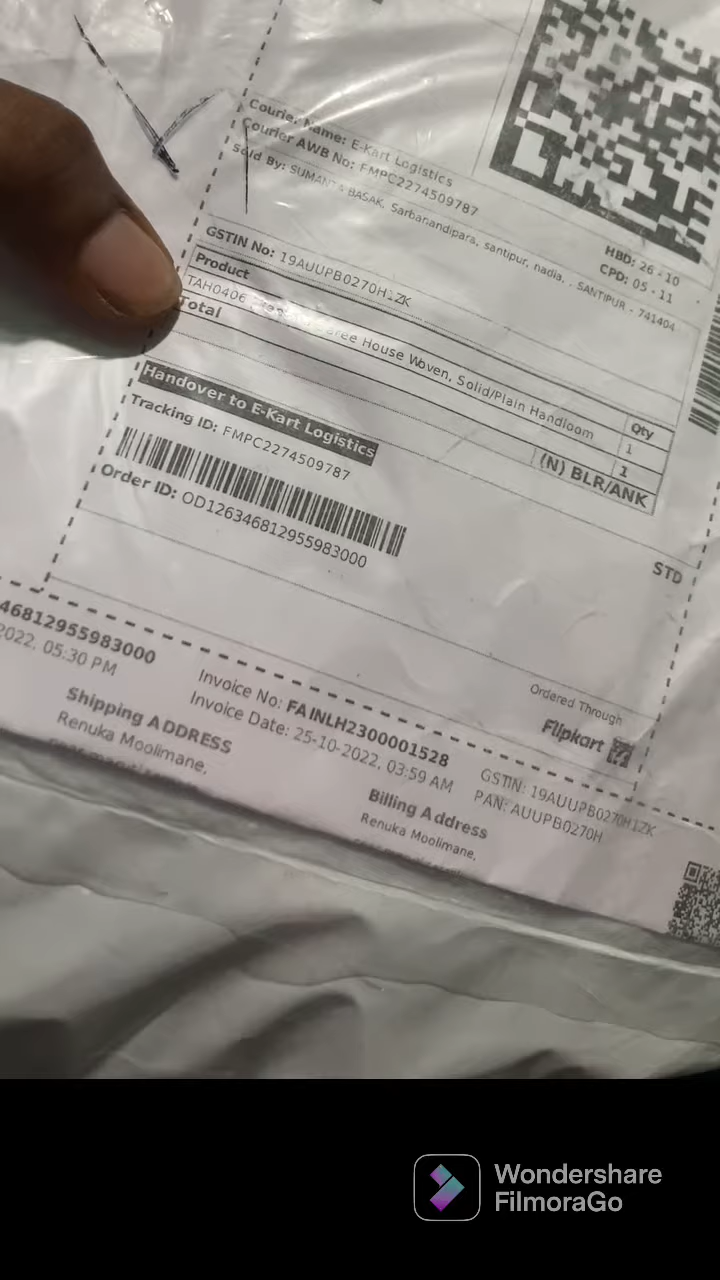 Courier Name: E-Kart Logistics
Courier AWB No: FMPC2274509787
Sold By: SUMANTA BASAK, Sarbanandipara, santipur, nadia, . SANTIPUR - 741404
HBD: 26 - 10
CPD: 05 - 11
GSTIN No: 19AUUPB0270H1ZK
Product Qty
TAH0406 Saree House Woven, Solid/Plain Handloom 1
Total 1
(N) BLR/ANK
Handover to E-Kart Logistics
Tracking ID: FMPC2274509787
Order ID: OD126346812955983000
STD
Ordered Through
Flipkart
46812955983000
2022, 05:30 PM
Invoice No: FAINLH2300001528
Invoice Date: 25-10-2022, 03:59 AM
GSTIN: 19AUUPB0270H1ZK
PAN: AUUPB0270H
Shipping ADDRESS
Renuka Moolimane,
Billing Address
Renuka Moolimane,
Wondershare
FilmoraGo